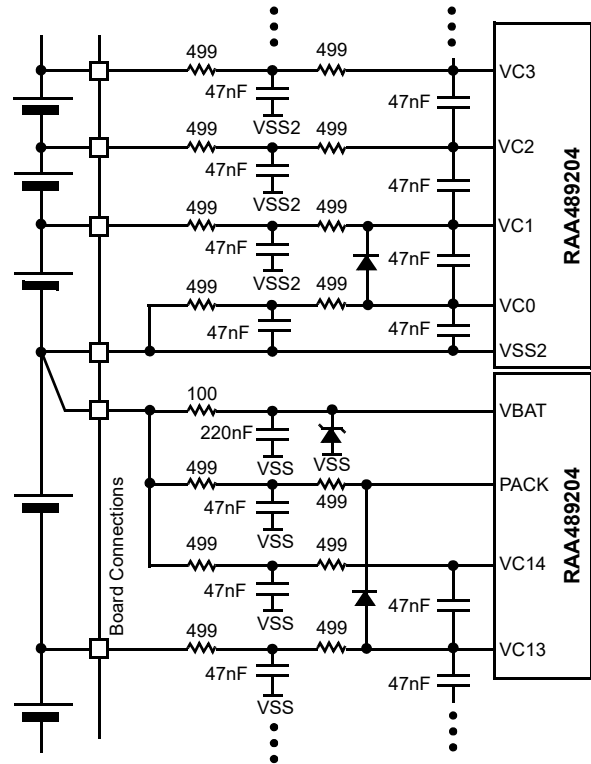 499
499
VC3
47nF
47nF
VSS2
499
499
VC2
47nF
47nF
VSS2
499
499
VC1
47nF
47nF
VSS2
499
499
VC0
47nF
47nF
VSS2
RAA489204
100
VBAT
220nF
VSS
VSS
499
499
PACK
47nF
VSS
499
499
VC14
47nF
47nF
VSS
499
499
VC13
47nF
47nF
VSS
RAA489204
Board Connections